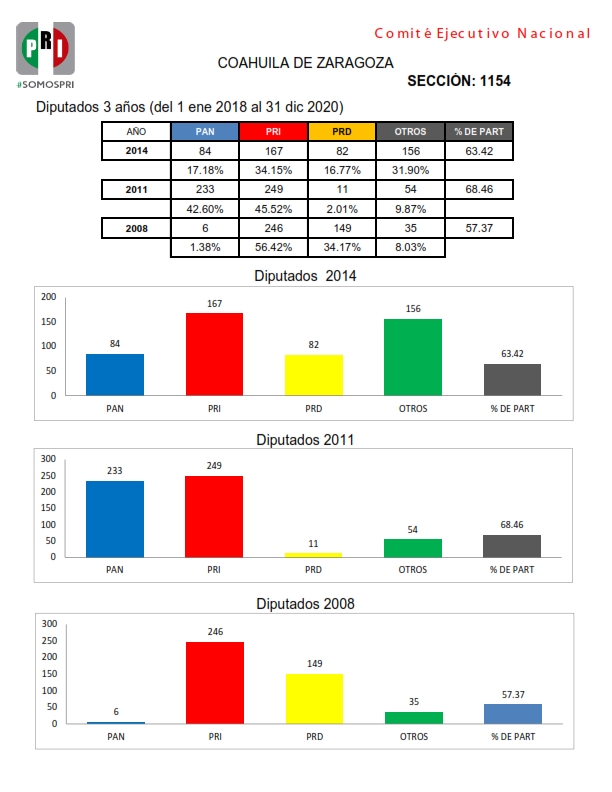 PRI
#SOMOSPRI
Comité Ejecutivo Nacional
COAHUILA DE ZARAGOZA
SECCIÒN: 1154
Diputados 3 años (del 1 ene 2018 al 31 dic 2020)
AÑO PAN PRI PRD OTROS % DE PART
2014 84 167 82 156 63.42
17.18% 34.15% 16.77% 31.90%
2011 233 249 11 54 68.46
42.60% 45.52% 2.01% 9.87%
2008 6 246 149 35 57.37
1.38% 56.42% 34.17% 8.03%
Diputados 2014
200
150
100
50
0
84 167 82 156 63.42
PAN PRI PRD OTROS % DE PART
Diputados 2011
300
250
200
150
100
50
0
233 249 11 54 68.46
PAN PRI PRD OTROS % DE PART
Diputados 2008
300
250
200
150
100
50
0
6 246 149 35 57.37
PAN PRI PRD OTROS % DE PART